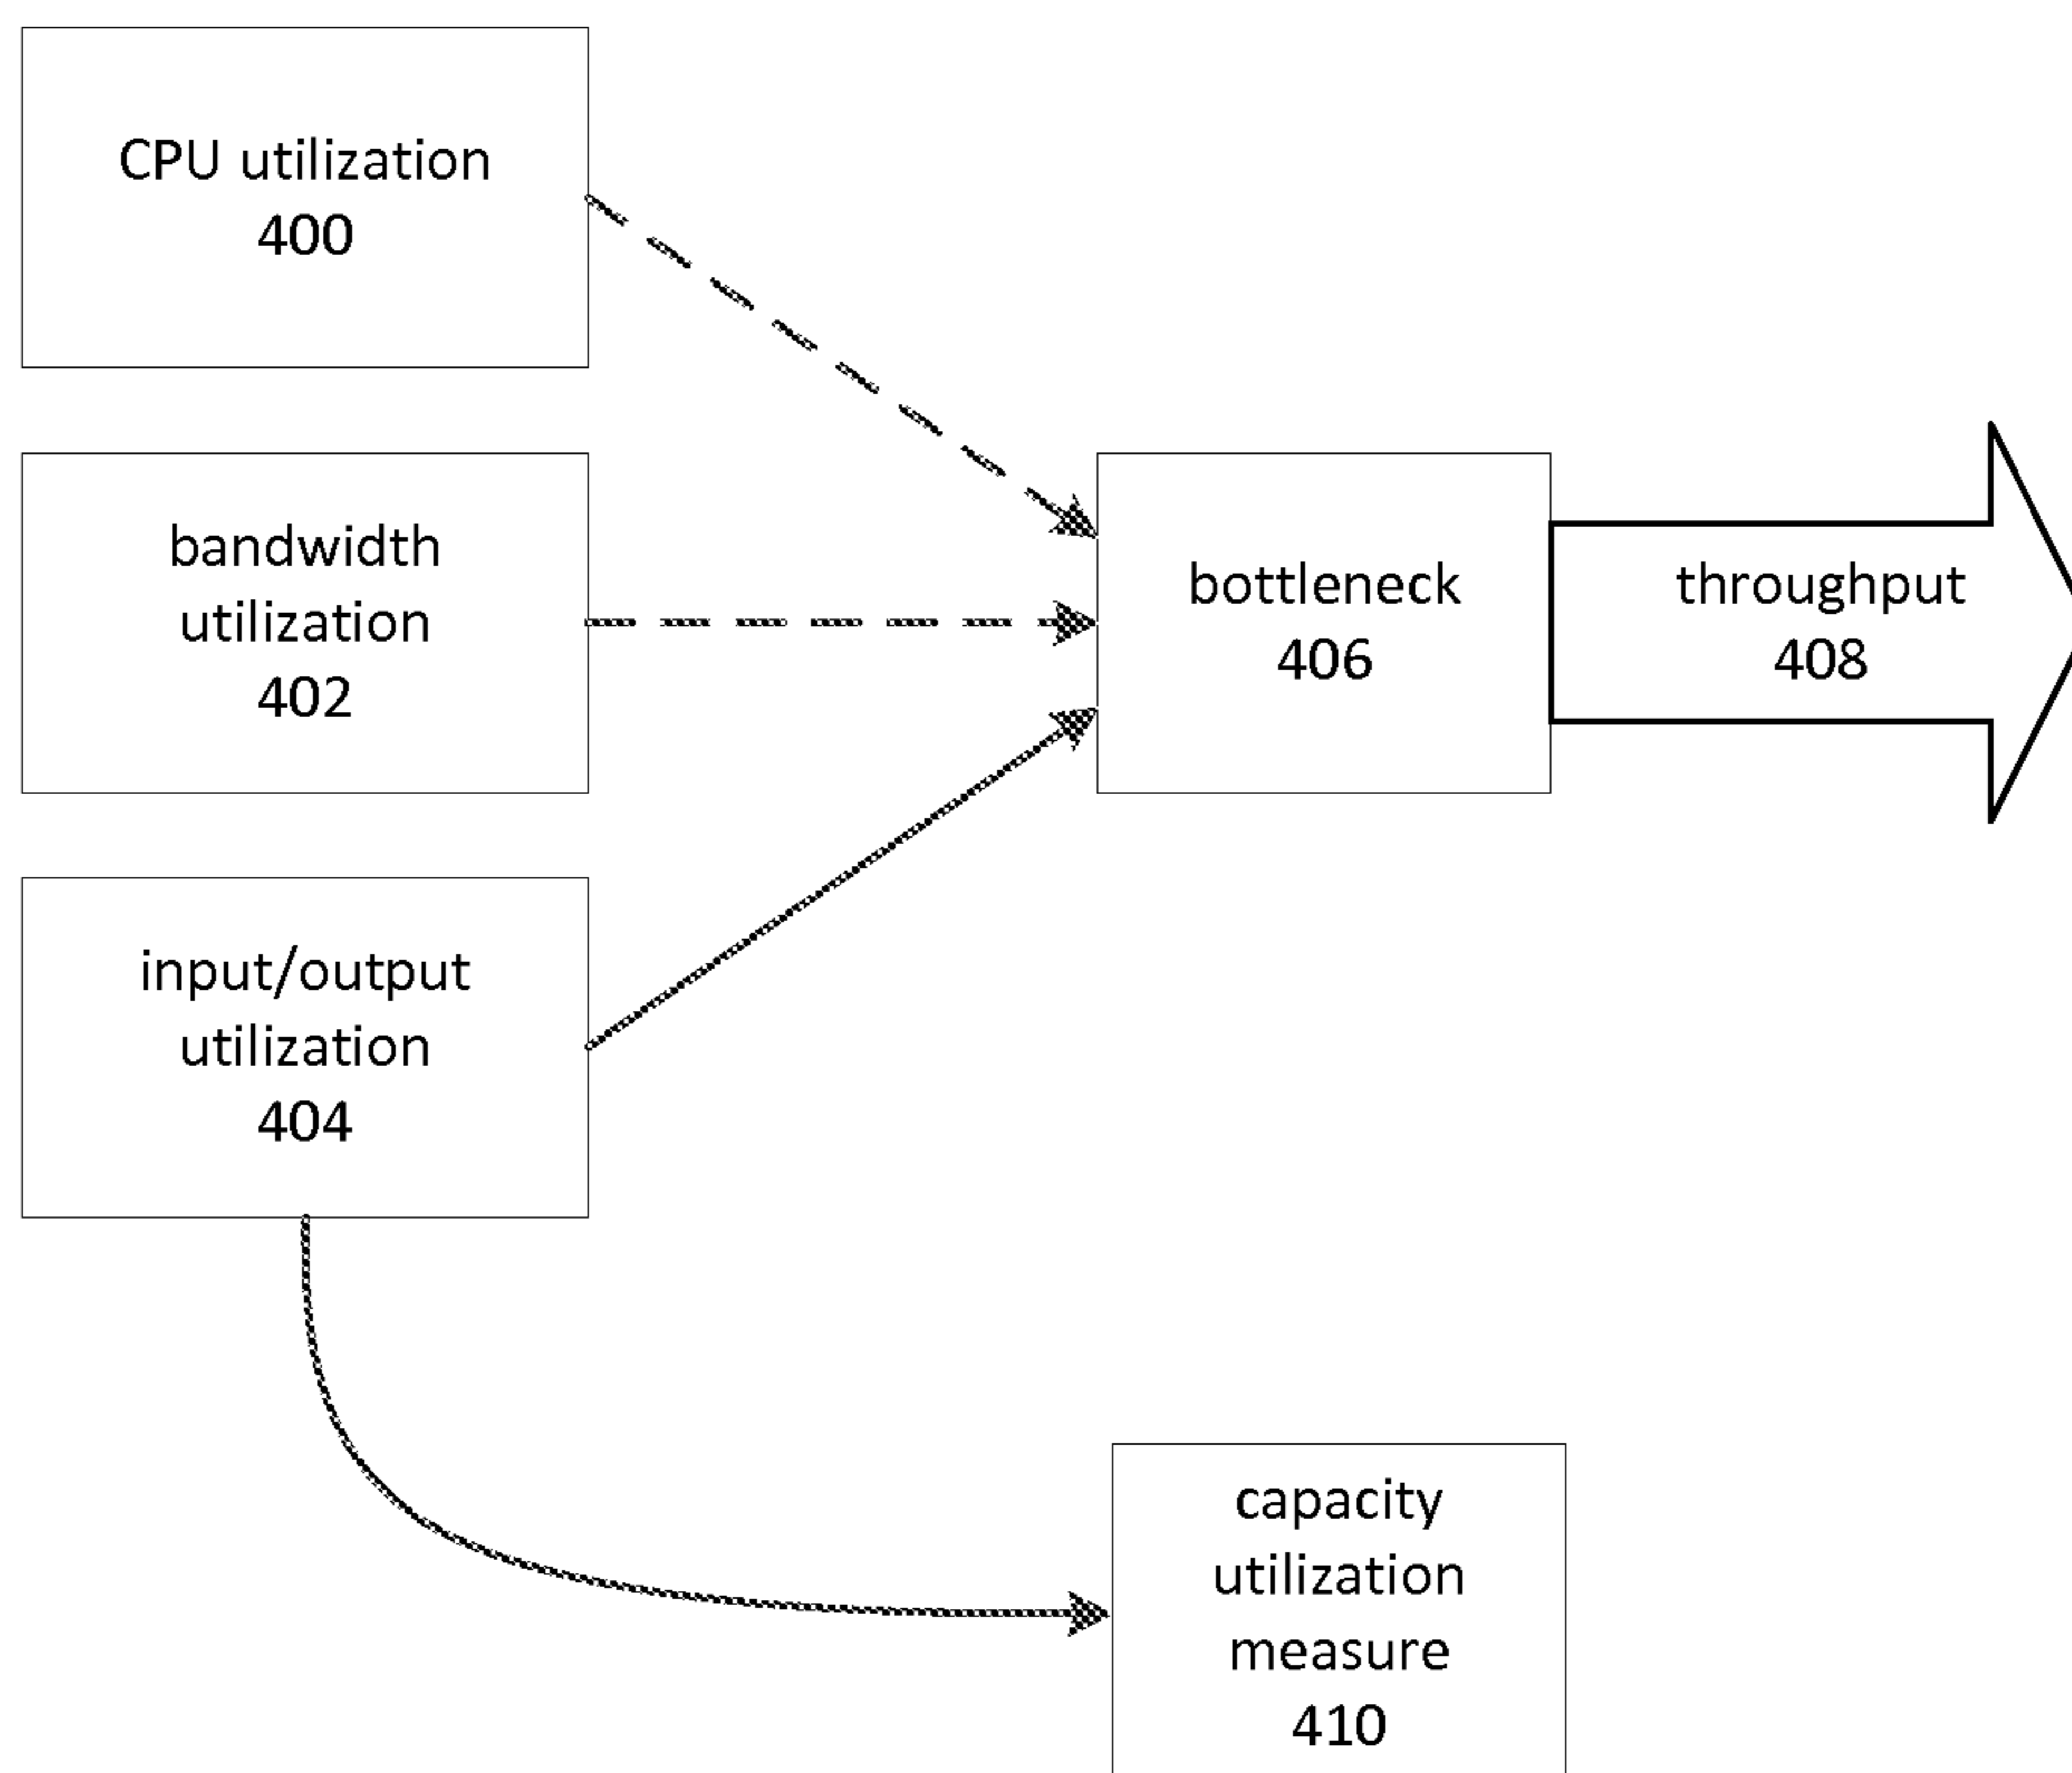 CPU utilization
400
bandwidth
utilization
402
input/output
utilization
404
bottleneck
406
throughput
408
capacity
utilization
measure
410